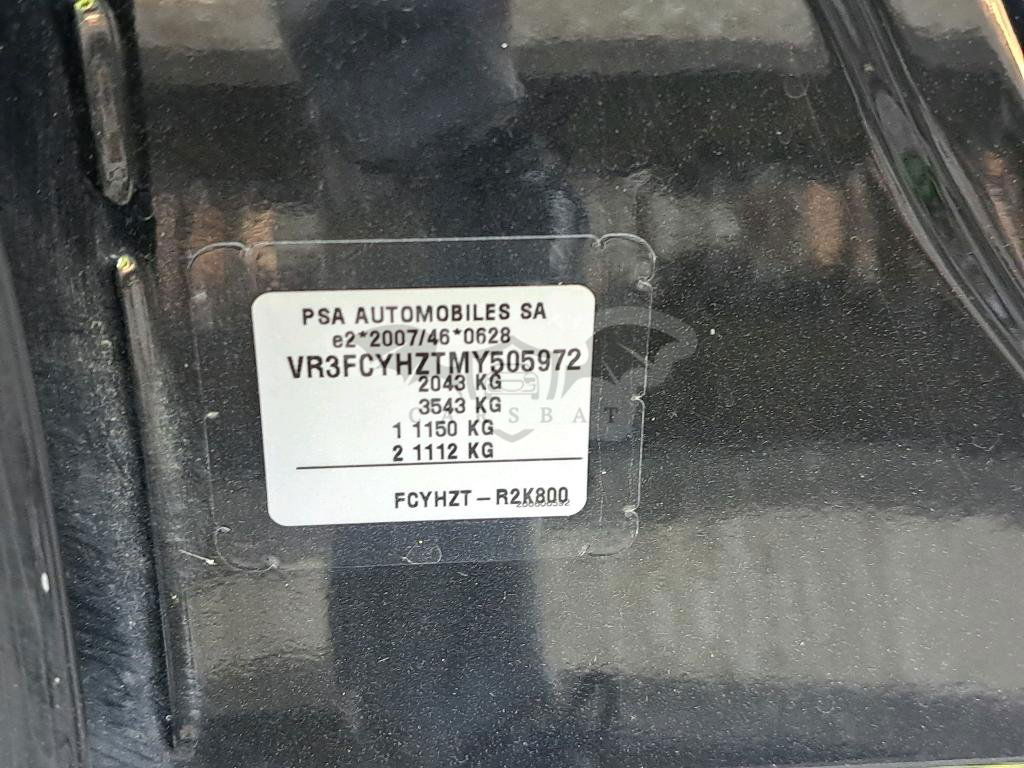 PSA AUTOMOBILES SA
e2*2007/46*0628
VR3FCYHZTMY505972
2043 KG
3543 KG
1 1150 KG
2 1112 KG
FCYHZT – R2K800
CARSBAT